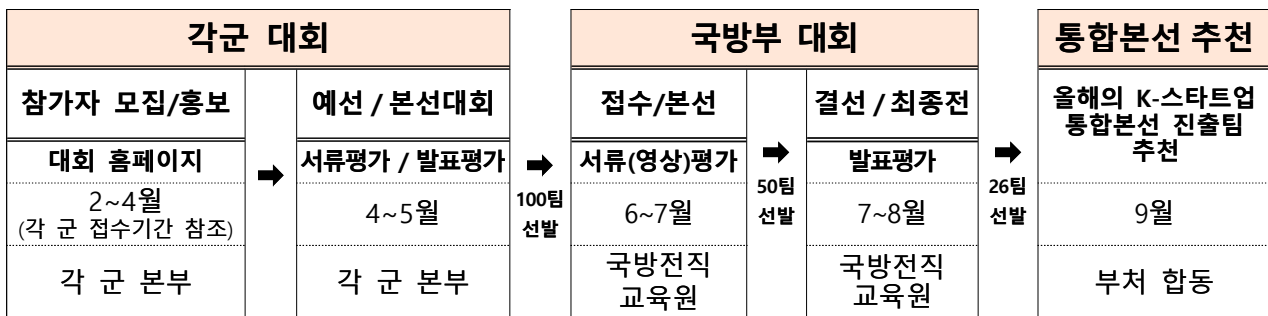 각군 대회
국방부 대회
통합본선 추천
참가자 모집/홍보
예선 / 본선대회
접수/본선
결선 / 최종전
올해의 K-스타트업
통합본선 진출팀
추천
대회 홈페이지
➡
서류평가 / 발표평가
➡
100팀
선발
서류(영상)평가
➡
50팀
선발
발표평가
➡
26팀
선발
2~4월
(각 군 접수기간 참조)
4~5월
6~7월
7~8월
9월
각 군 본부
각 군 본부
국방전직
교육원
국방전직
교육원
부처 합동